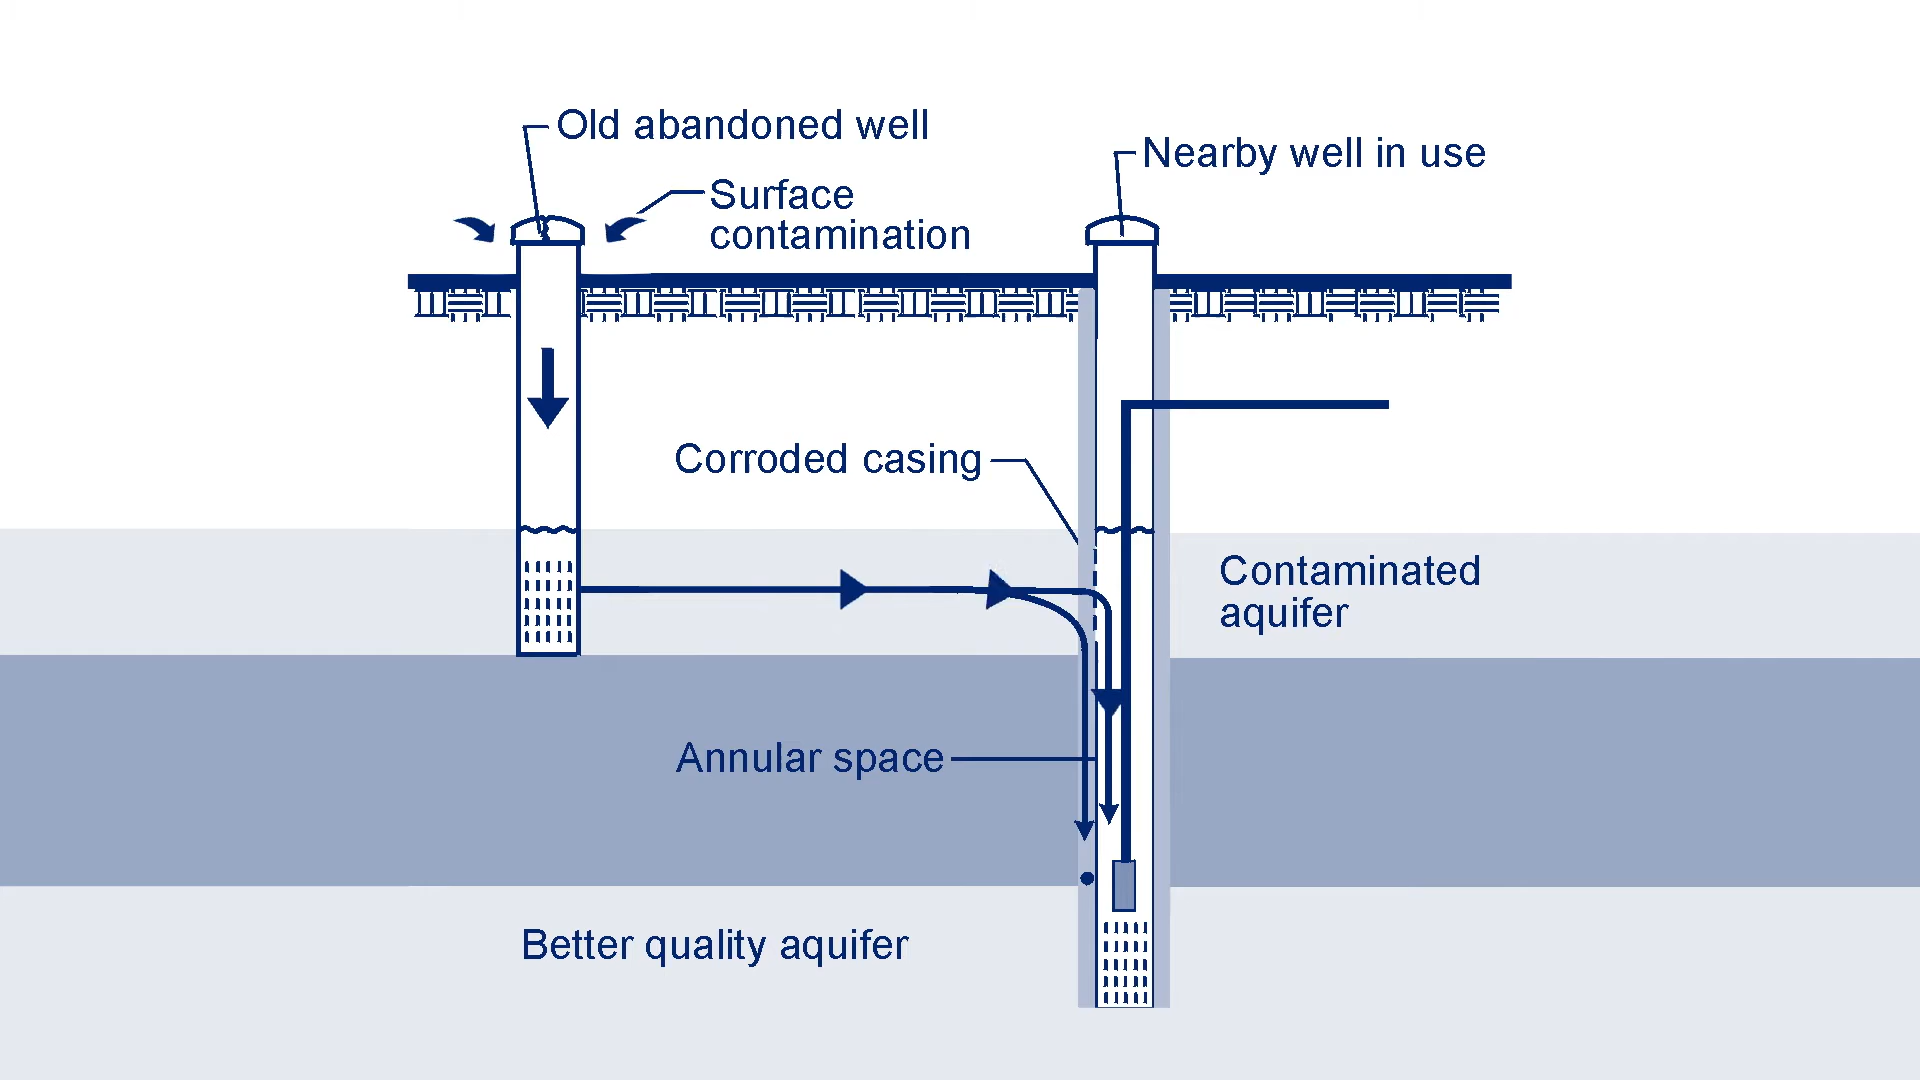 Old abandoned well
Nearby well in use
Surface
contamination
Corroded casing
Contaminated
aquifer
Annular space
Better quality aquifer